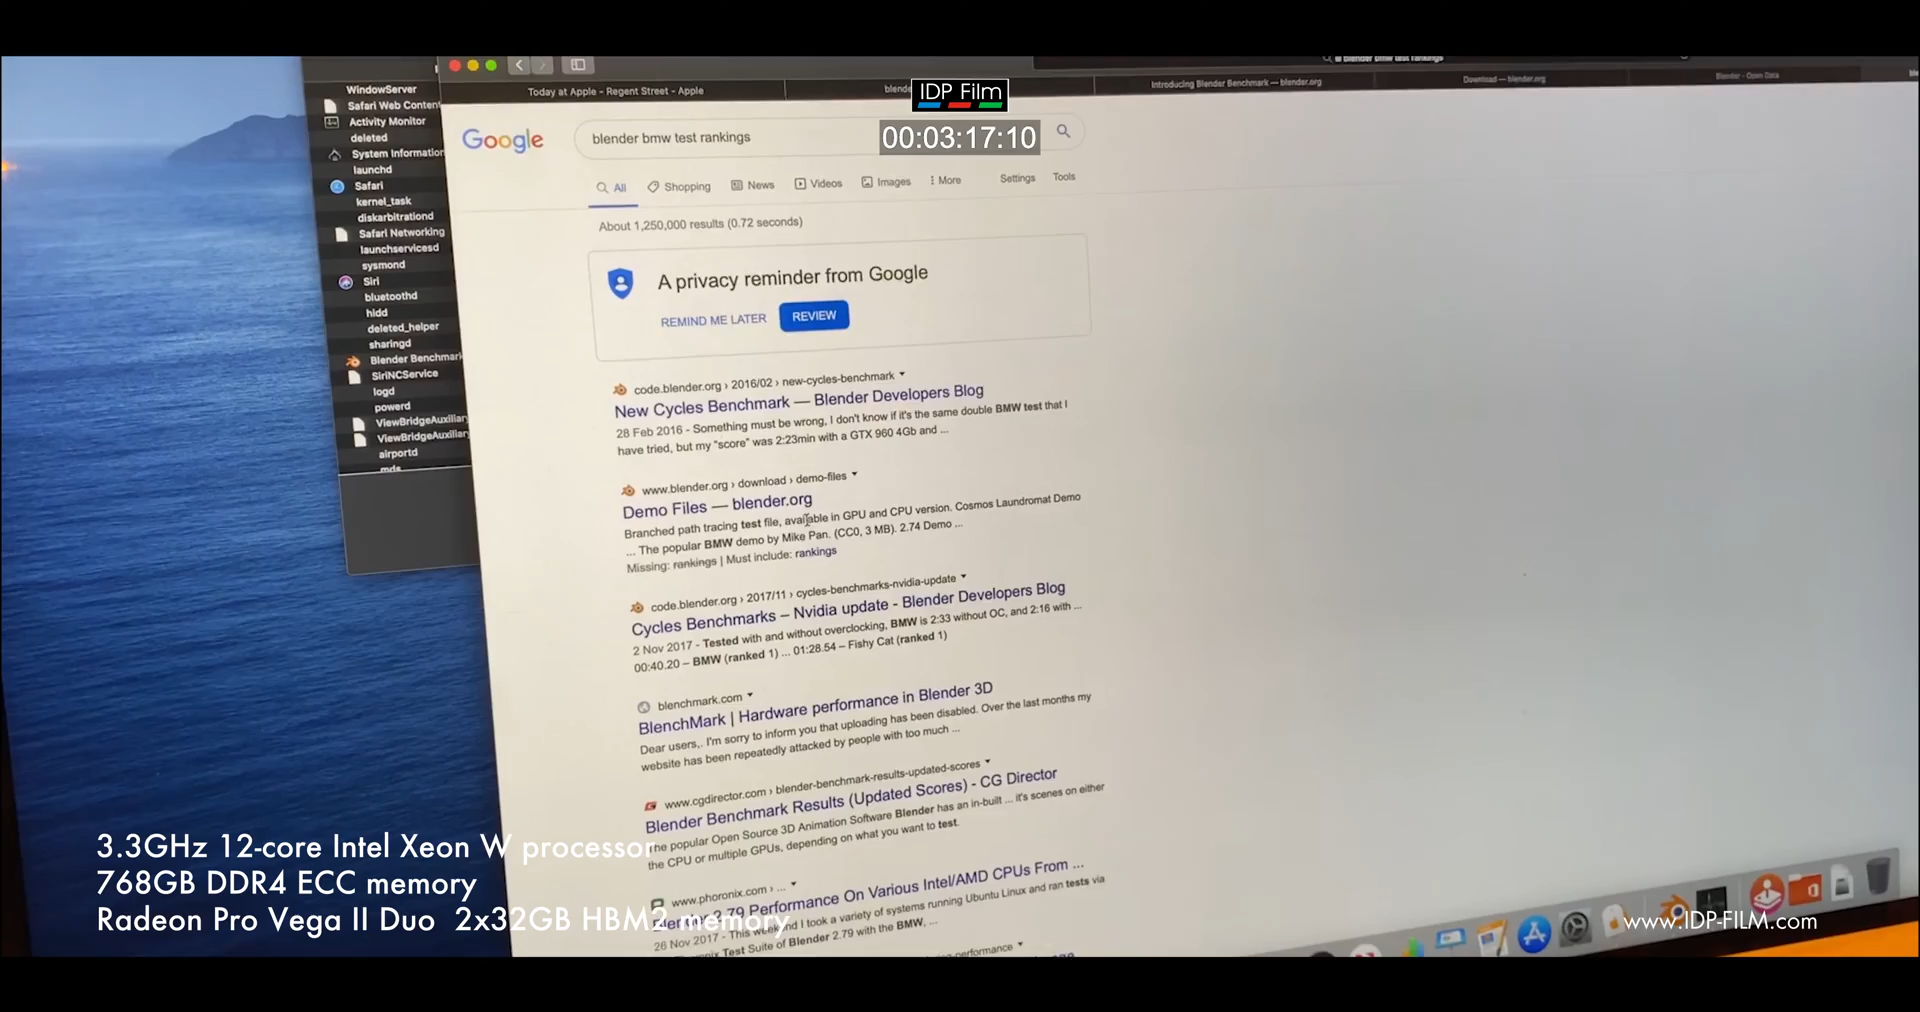 blender bmw test rankings
Today at Apple - Regent Street - Apple
blende
Introducing Blender Benchmark — blender.org
Download — blender.org
Blender - Open Data
IDP Film
00:03:17:10
WindowServer
Safari Web Conten
Activity Monitor
deleted
System Information
launchd
Safari
kernel_task
diskarbitrationd
Safari Networking
launchservicesd
sysmond
Siri
bluetoothd
hidd
deleted_helper
sharingd
Blender Benchmark
SiriNCService
logd
powerd
ViewBridgeAuxiliary
ViewBridgeAuxiliary
airportd
mds
Google
blender bmw test rankings
All Shopping News Videos Images More Settings Tools
About 1,250,000 results (0.72 seconds)
A privacy reminder from Google
REMIND ME LATER REVIEW
code.blender.org › 2016/02 › new-cycles-benchmark
New Cycles Benchmark — Blender Developers Blog
28 Feb 2016 - Something must be wrong, I don't know if it's the same double BMW test that I
have tried, but my "score" was 2:23min with a GTX 960 4Gb and ...
www.blender.org › download › demo-files
Demo Files — blender.org
Branched path tracing test file, available in GPU and CPU version. Cosmos Laundromat Demo
... The popular BMW demo by Mike Pan. (CC0, 3 MB). 2.74 Demo ...
Missing: rankings | Must include: rankings
code.blender.org › 2017/11 › cycles-benchmarks-nvidia-update
Cycles Benchmarks – Nvidia update - Blender Developers Blog
2 Nov 2017 - Tested with and without overclocking, BMW is 2:33 without OC, and 2:16 with ...
00:40.20 – BMW (ranked 1) ... 01:28.54 – Fishy Cat (ranked 1)
blenchmark.com
BlenchMark | Hardware performance in Blender 3D
Dear users,. I'm sorry to inform you that uploading has been disabled. Over the last months my
website has been repeatedly attacked by people with too much ...
www.cgdirector.com › blender-benchmark-results-updated-scores
Blender Benchmark Results (Updated Scores) - CG Director
The popular Open Source 3D Animation Software Blender has an in-built ... it's scenes on either
the CPU or multiple GPUs, depending on what you want to test.
www.phoronix.com › ...
Blender 2.79 Performance On Various Intel/AMD CPUs From ...
26 Nov 2017 - This weekend I took a variety of systems running Ubuntu Linux and ran tests via
Test Suite of Blender 2.79 with the BMW, ...
-performance
3.3GHz 12-core Intel Xeon W processor
768GB DDR4 ECC memory
Radeon Pro Vega II Duo 2x32GB HBM2 memory
www.IDP-FILM.com